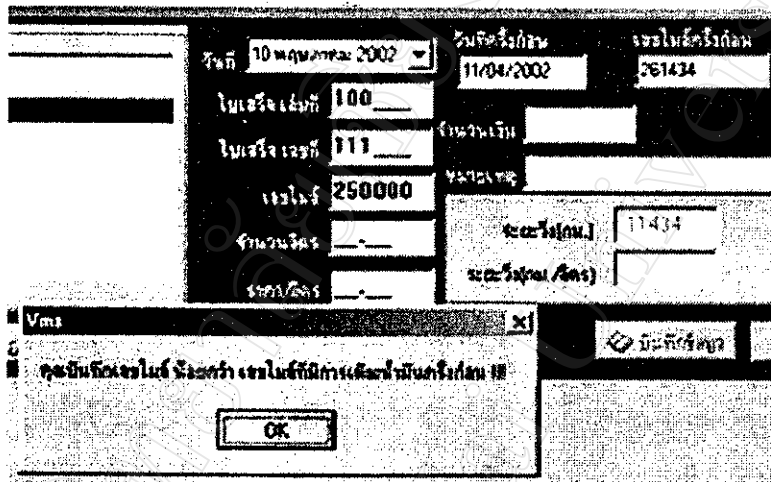 วันที่ 10 พฤษภาคม 2002 วันที่ครั้งก่อน เลขไมล์ครั้งก่อน
11/04/2002 261434
ใบเสร็จ เล่มที่ 100___
ใบเสร็จ เลขที่ 111___ จำนวนเงิน
เลขไมล์ 250000 หมายเหตุ
จำนวนลิตร __.__ ระยะวิ่ง(กม.) 11434
ราคา/ลิตร __.__ ระยะวิ่ง(กม./ลิตร)
Vms
คุณบันทึกเลขไมล์ น้อยกว่า เลขไมล์ที่มีการเติมน้ำมันครั้งก่อน !!!
OK